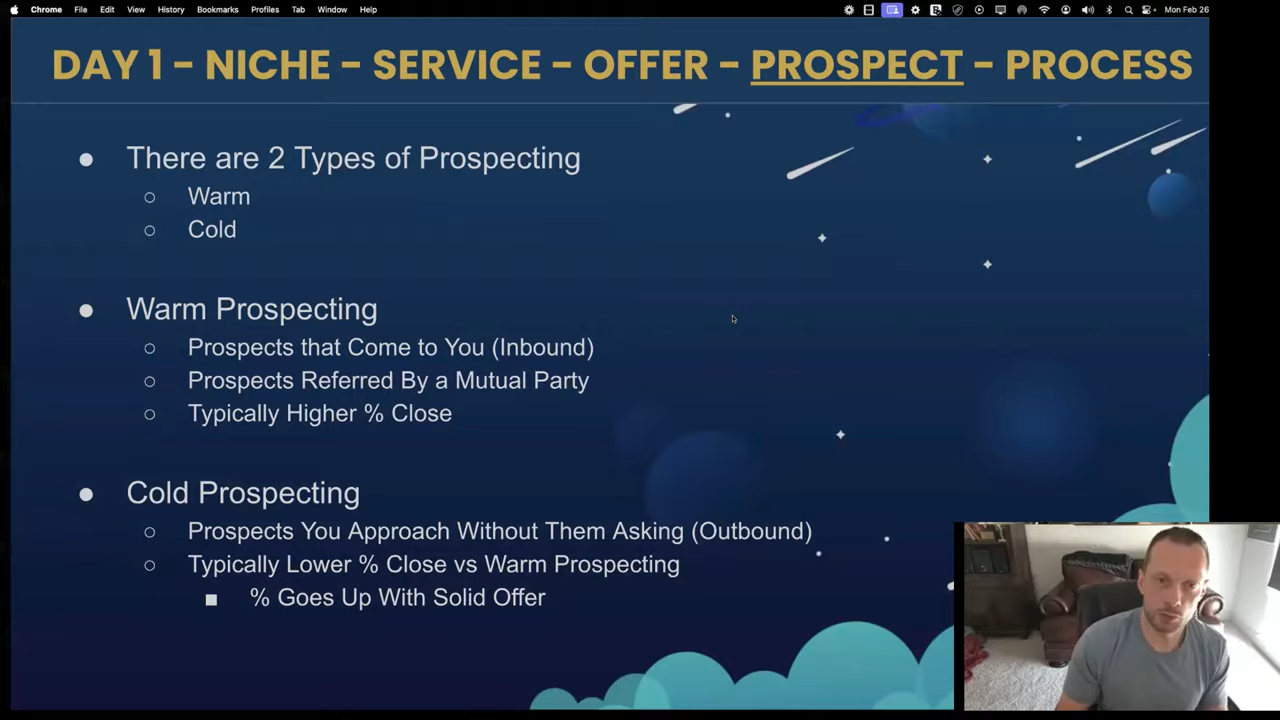 Chrome File Edit View History Bookmarks Profiles Tab Window Help Mon Feb 26
DAY 1 - NICHE - SERVICE - OFFER - PROSPECT - PROCESS
● There are 2 Types of Prospecting
○ Warm
○ Cold
● Warm Prospecting
○ Prospects that Come to You (Inbound)
○ Prospects Referred By a Mutual Party
○ Typically Higher % Close
● Cold Prospecting
○ Prospects You Approach Without Them Asking (Outbound)
○ Typically Lower % Close vs Warm Prospecting
■ % Goes Up With Solid Offer